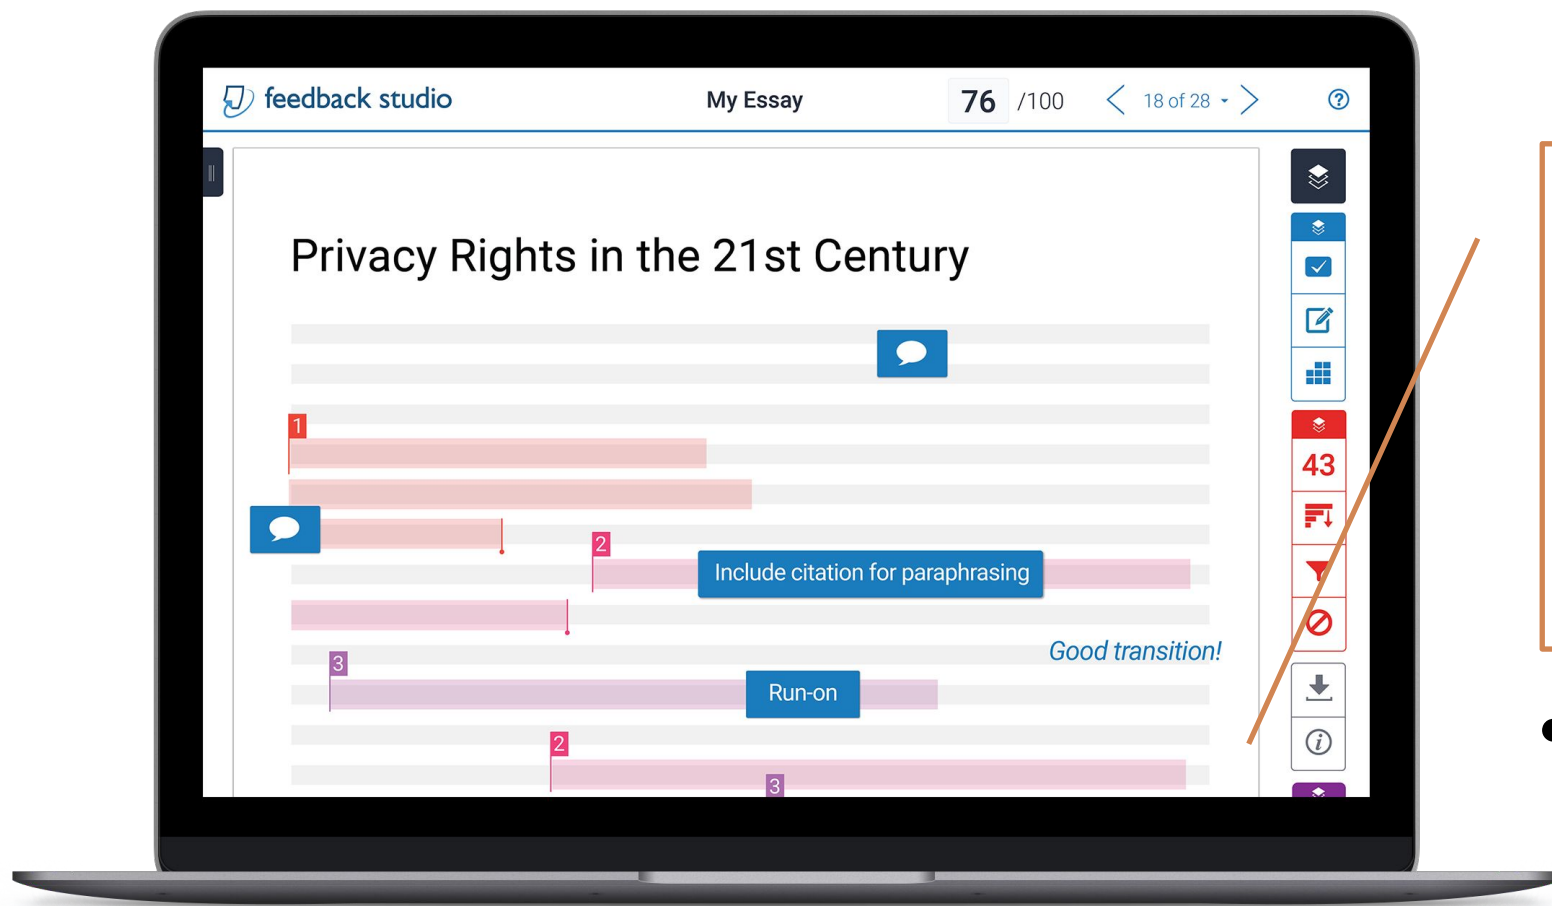 feedback studio
My Essay
76 /100
18 of 28
?
Privacy Rights in the 21st Century
1
43
2
Include citation for paraphrasing
Good transition!
3
Run-on
2
i
3